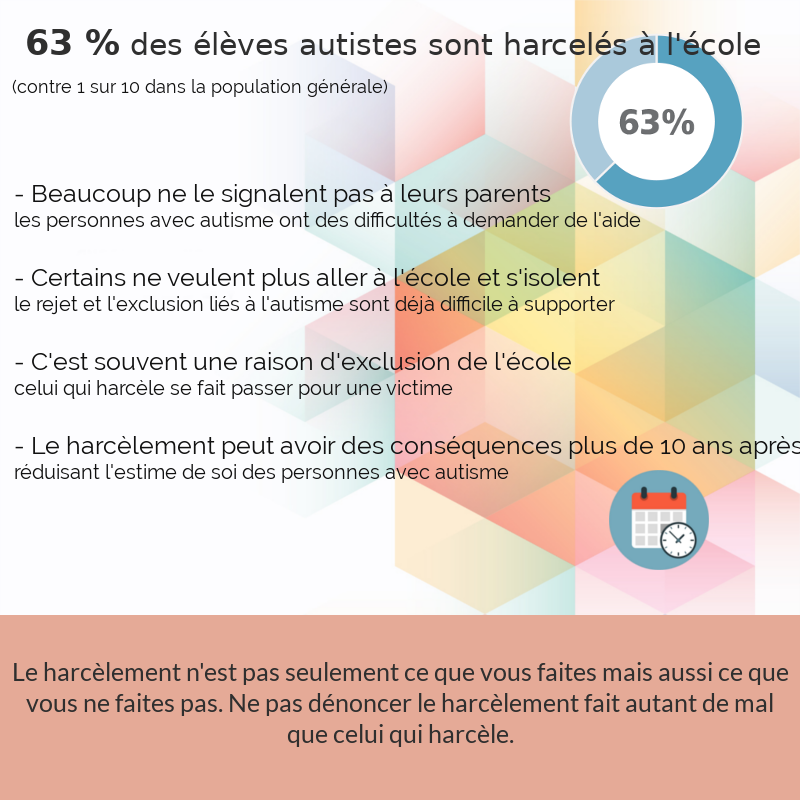 63 % des élèves autistes sont harcelés à l'école
(contre 1 sur 10 dans la population générale)
63%
- Beaucoup ne le signalent pas à leurs parents
les personnes avec autisme ont des difficultés à demander de l'aide
- Certains ne veulent plus aller à l'école et s'isolent
le rejet et l'exclusion liés à l'autisme sont déjà difficile à supporter
- C'est souvent une raison d'exclusion de l'école
celui qui harcèle se fait passer pour une victime
- Le harcèlement peut avoir des conséquences plus de 10 ans après
réduisant l'estime de soi des personnes avec autisme
Le harcèlement n'est pas seulement ce que vous faites mais aussi ce que
vous ne faites pas. Ne pas dénoncer le harcèlement fait autant de mal
que celui qui harcèle.